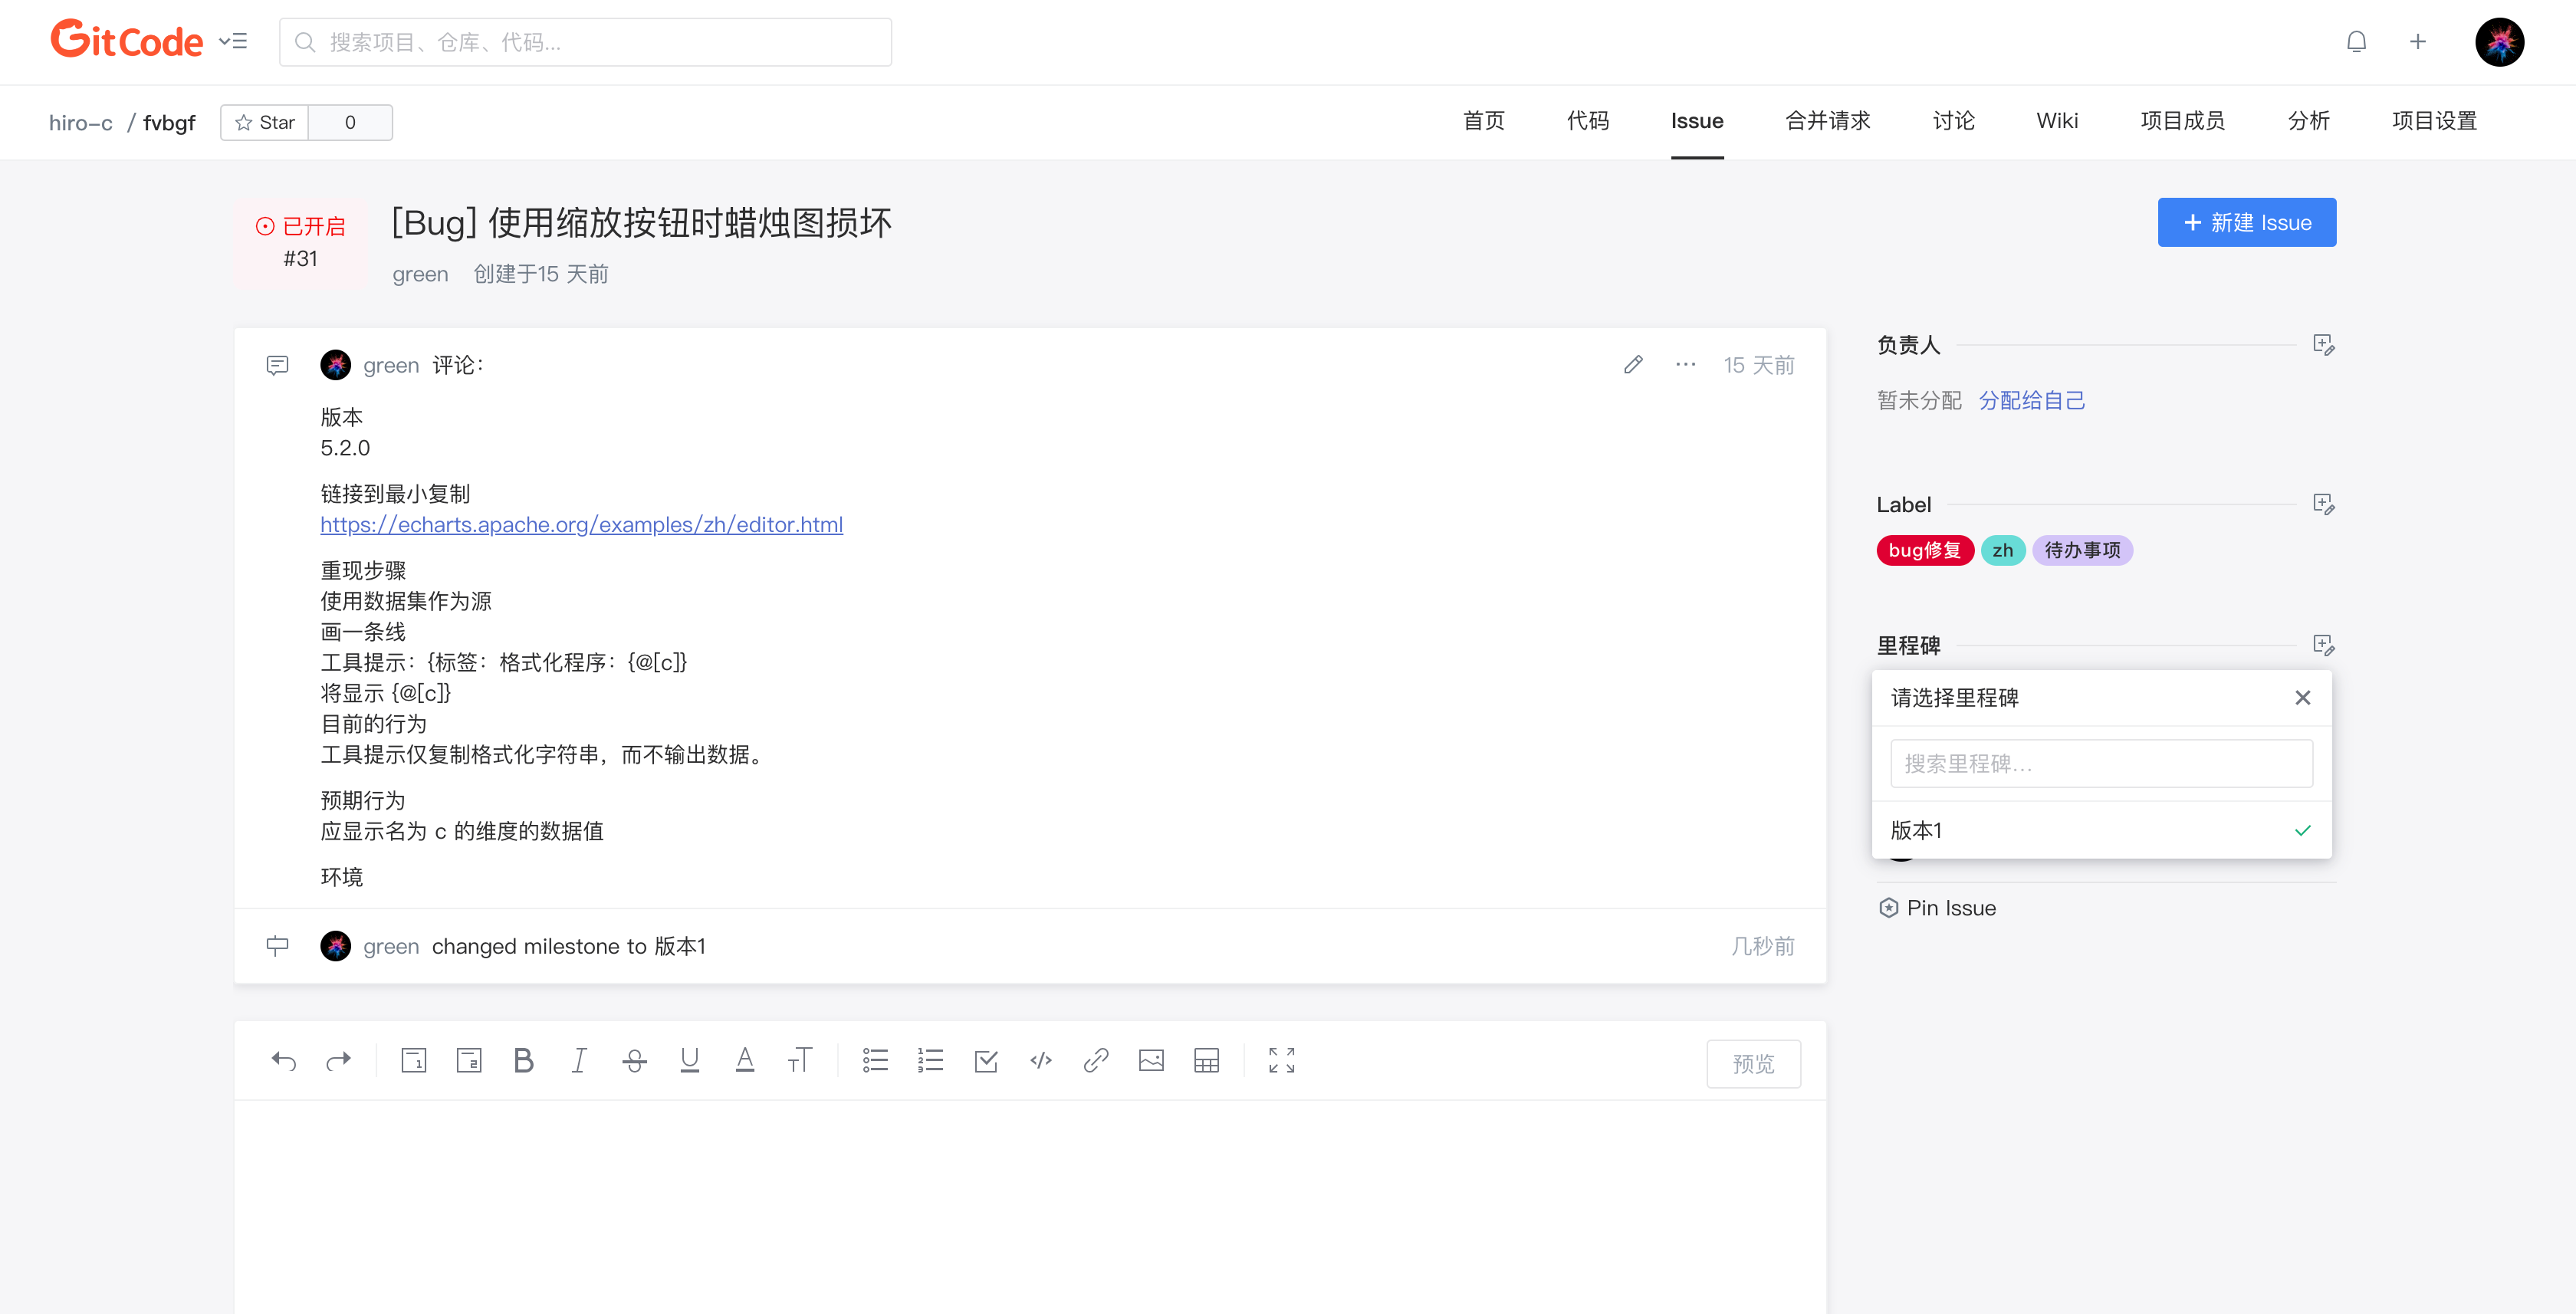 GitCode
搜索项目、仓库、代码...
hiro-c / fvbgf
Star 0
首页 代码 Issue 合并请求 讨论 Wiki 项目成员 分析 项目设置
已开启
#31
[Bug] 使用缩放按钮时蜡烛图损坏
green 创建于15 天前
新建 Issue
green 评论:
15 天前
版本
5.2.0
链接到最小复制
https://echarts.apache.org/examples/zh/editor.html
重现步骤
使用数据集作为源
画一条线
工具提示：{标签：格式化程序：{@[c]}
将显示 {@[c]}
目前的行为
工具提示仅复制格式化字符串，而不输出数据。
预期行为
应显示名为 c 的维度的数据值
环境
green changed milestone to 版本1
几秒前
预览
负责人
暂未分配 分配给自己
Label
bug修复 zh 待办事项
里程碑
请选择里程碑
搜索里程碑...
版本1
Pin Issue